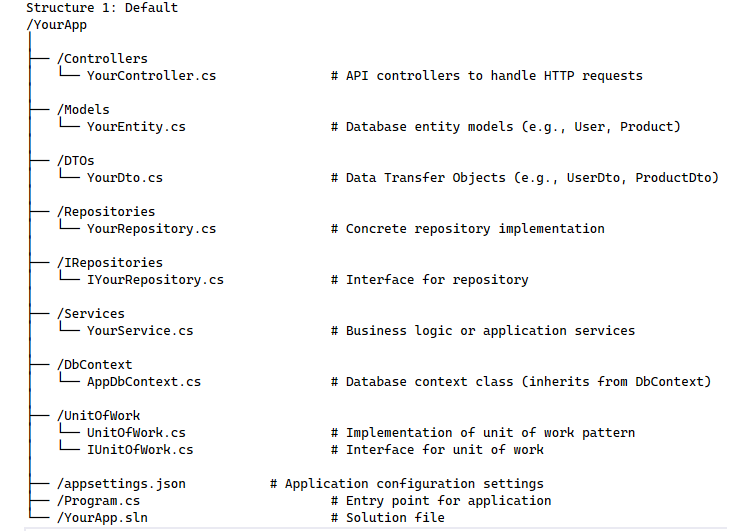 Structure 1: Default
/YourApp
│
├── /Controllers
│   └── YourController.cs               # API controllers to handle HTTP requests
│
├── /Models
│   └── YourEntity.cs                   # Database entity models (e.g., User, Product)
│
├── /DTOs
│   └── YourDto.cs                      # Data Transfer Objects (e.g., UserDto, ProductDto)
│
├── /Repositories
│   └── YourRepository.cs               # Concrete repository implementation
│
├── /IRepositories
│   └── IYourRepository.cs              # Interface for repository
│
├── /Services
│   └── YourService.cs                  # Business logic or application services
│
├── /DbContext
│   └── AppDbContext.cs                 # Database context class (inherits from DbContext)
│
├── /UnitOfWork
│   └── UnitOfWork.cs                   # Implementation of unit of work pattern
│   └── IUnitOfWork.cs                  # Interface for unit of work
│
├── /appsettings.json           # Application configuration settings
├── /Program.cs                         # Entry point for application
└── /YourApp.sln                        # Solution file